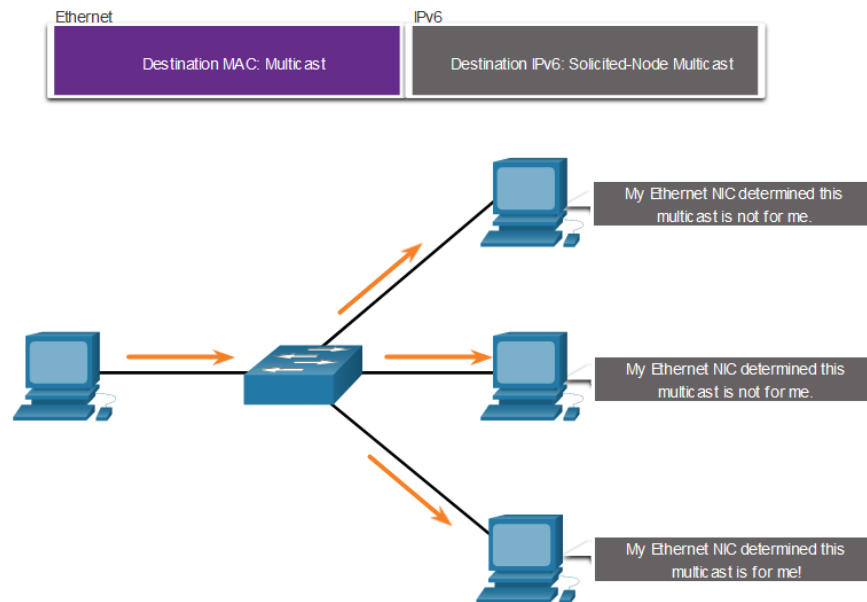 Ethernet
IPv6
Destination MAC: Multicast
Destination IPv6: Solicited-Node Multicast
My Ethernet NIC determined this
multicast is not for me.
My Ethernet NIC determined this
multicast is not for me.
My Ethernet NIC determined this
multicast is for me!